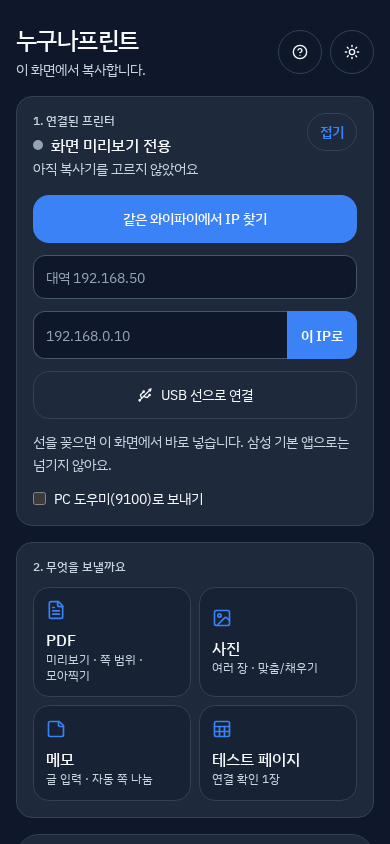 누구나프린트
이 화면에서 복사합니다.
1. 연결된 프린터
화면 미리보기 전용
접기
아직 복사기를 고르지 않았어요
같은 와이파이에서 IP 찾기
대역 192.168.50
192.168.0.10
이 IP로
USB 선으로 연결
선을 꽂으면 이 화면에서 바로 넣습니다. 삼성 기본 앱으로는
넘기지 않아요.
PC 도우미(9100)로 보내기
2. 무엇을 보낼까요
PDF
미리보기 · 쪽 범위 ·
모아찍기
사진
여러 장 · 맞춤/채우기
메모
글 입력 · 자동 쪽 나눔
테스트 페이지
연결 확인 1장